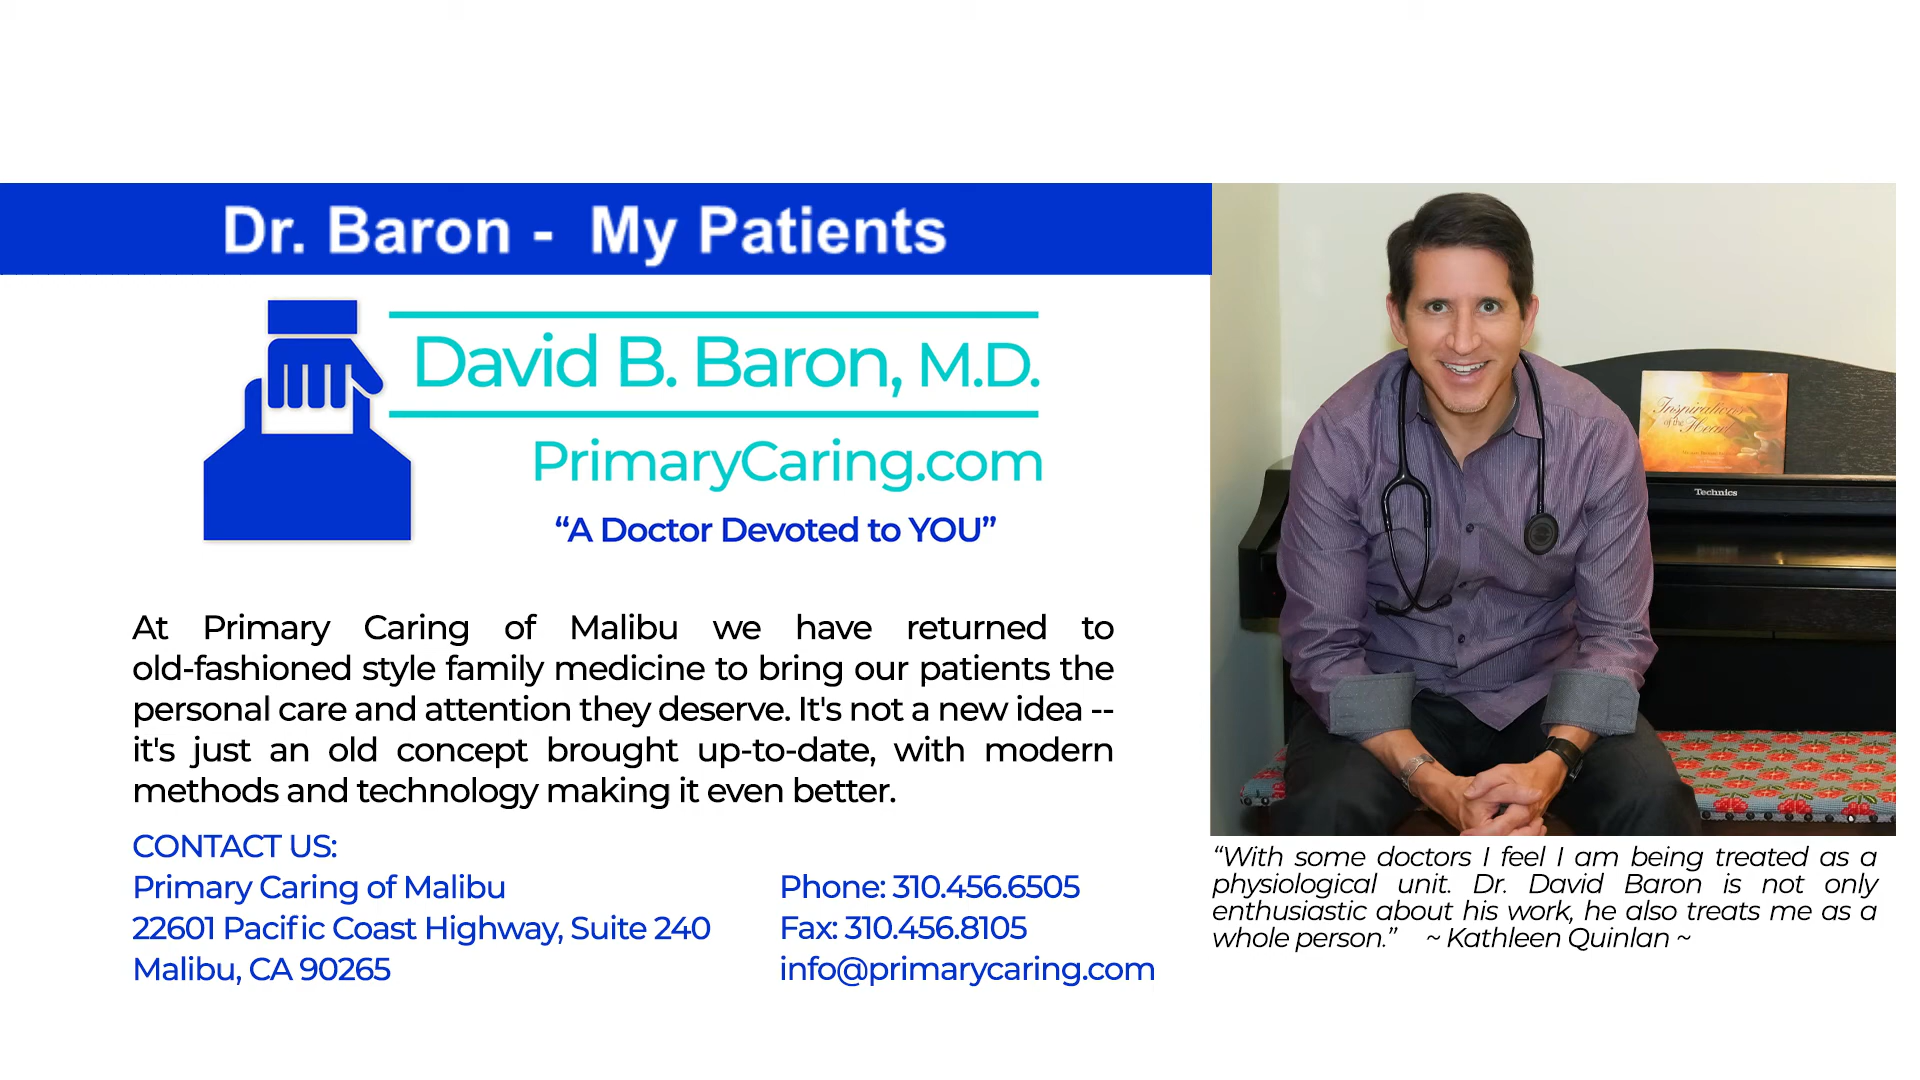 Dr. Baron - My Patients
David B. Baron, M.D.
PrimaryCaring.com
“A Doctor Devoted to YOU”
At Primary Caring of Malibu we have returned to
old-fashioned style family medicine to bring our patients the
personal care and attention they deserve. It's not a new idea --
it's just an old concept brought up-to-date, with modern
methods and technology making it even better.
CONTACT US:
Primary Caring of Malibu
22601 Pacific Coast Highway, Suite 240
Malibu, CA 90265
Phone: 310.456.6505
Fax: 310.456.8105
info@primarycaring.com
Inspirations
of the Heart
Technics
“With some doctors I feel I am being treated as a
physiological unit. Dr. David Baron is not only
enthusiastic about his work, he also treats me as a
whole person.” ~ Kathleen Quinlan ~